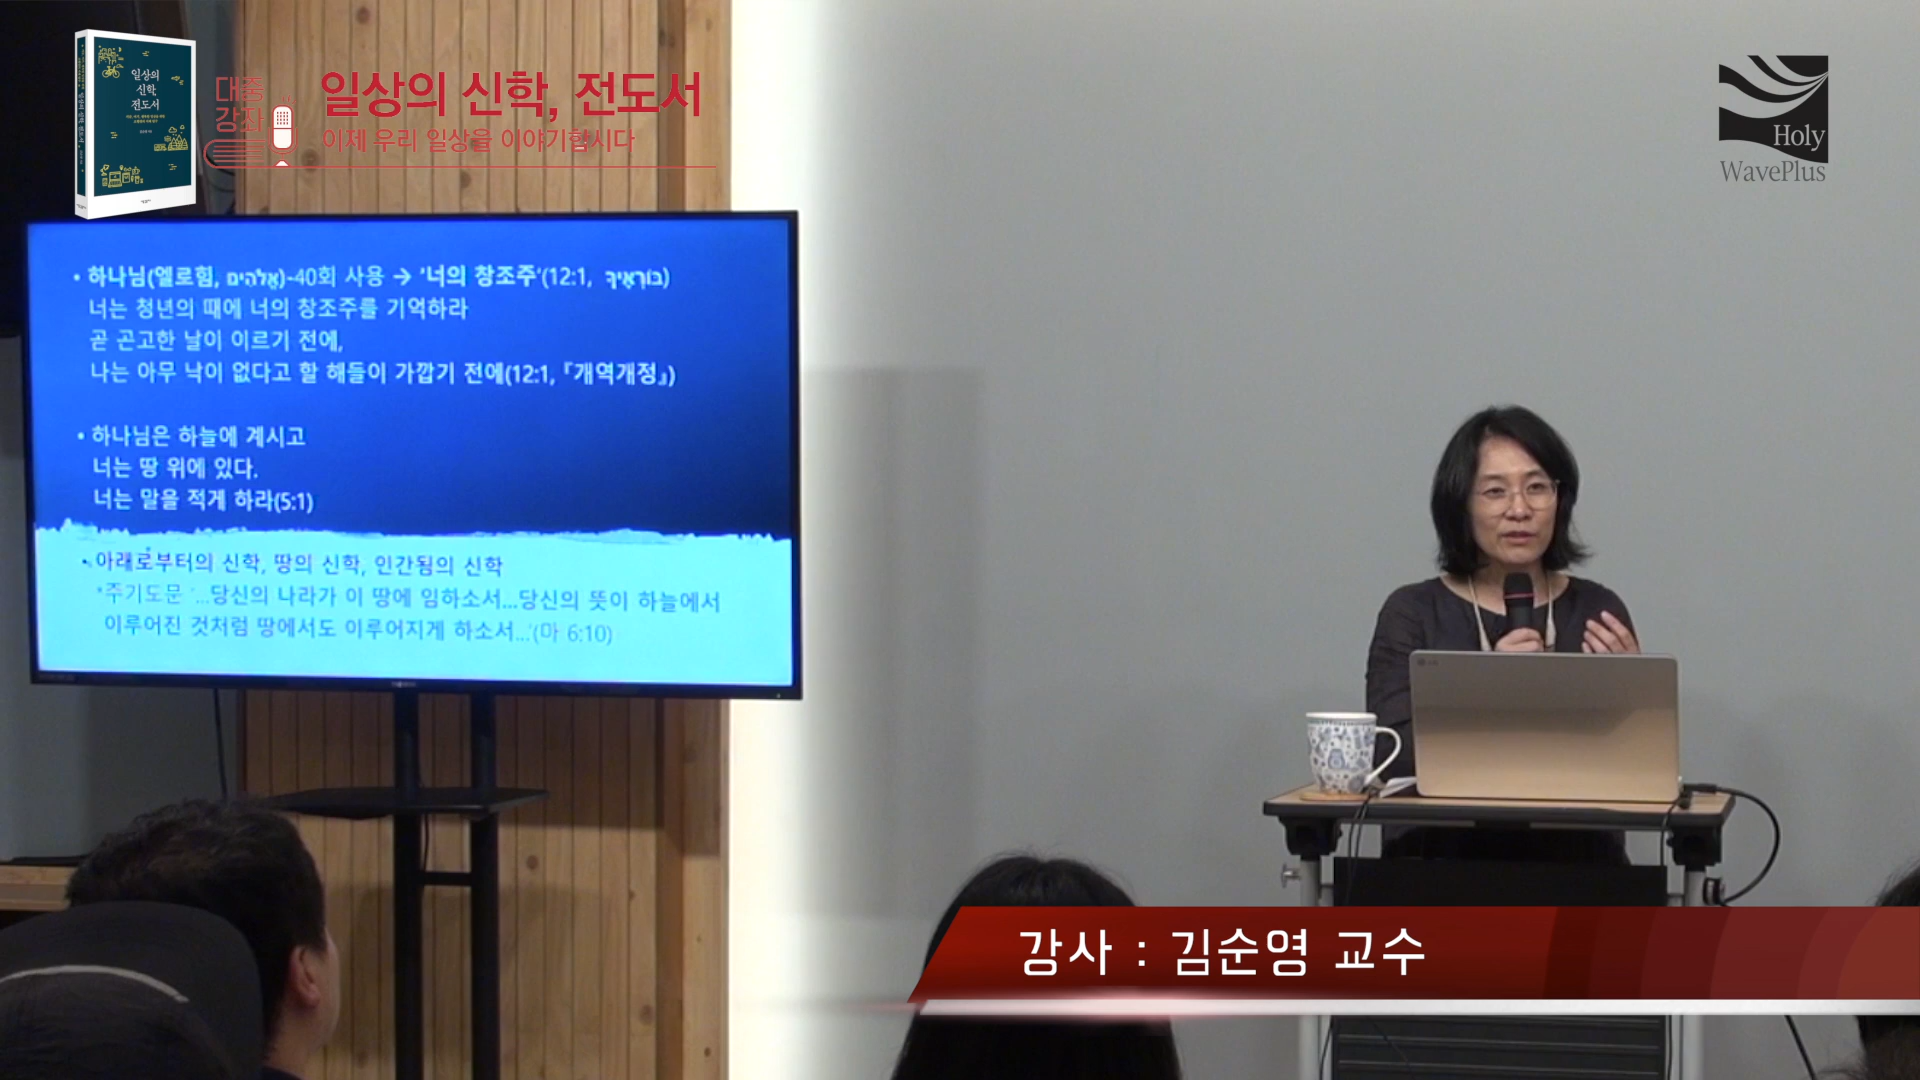 일상의
신학,
전도서
대중
강좌
일상의 신학, 전도서
이제 우리 일상을 이야기합시다
Holy
WavePlus
• 하나님(엘로힘, אֱלֹהִים)-40회 사용 → ‘너의 창조주‘(12:1, בּוֹרְאֶיךָ)
너는 청년의 때에 너의 창조주를 기억하라
곧 곤고한 날이 이르기 전에,
나는 아무 낙이 없다고 할 해들이 가깝기 전에(12:1, 『개역개정』)
• 하나님은 하늘에 계시고
너는 땅 위에 있다.
너는 말을 적게 하라(5:1)
• 아래로부터의 신학, 땅의 신학, 인간됨의 신학
*주기도문 ‘...당신의 나라가 이 땅에 임하소서...당신의 뜻이 하늘에서
이루어진 것처럼 땅에서도 이루어지게 하소서...’(마 6:10)
강사 : 김순영 교수